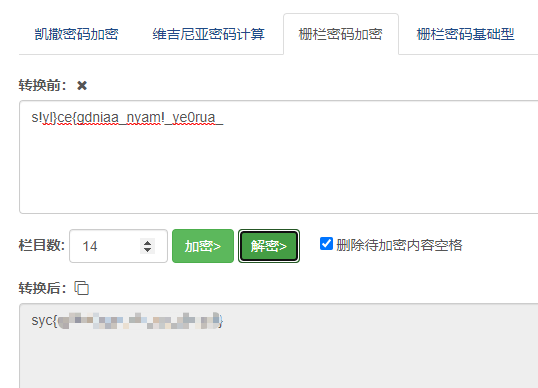 凯撒密码加密 维吉尼亚密码计算 栅栏密码加密 栅栏密码基础型
转换前:
s!yl}ce{gdniaa_nyam!_ye0rua_
栏目数: 14 加密> 解密> 删除待加密内容空格
转换后:
syc{ }